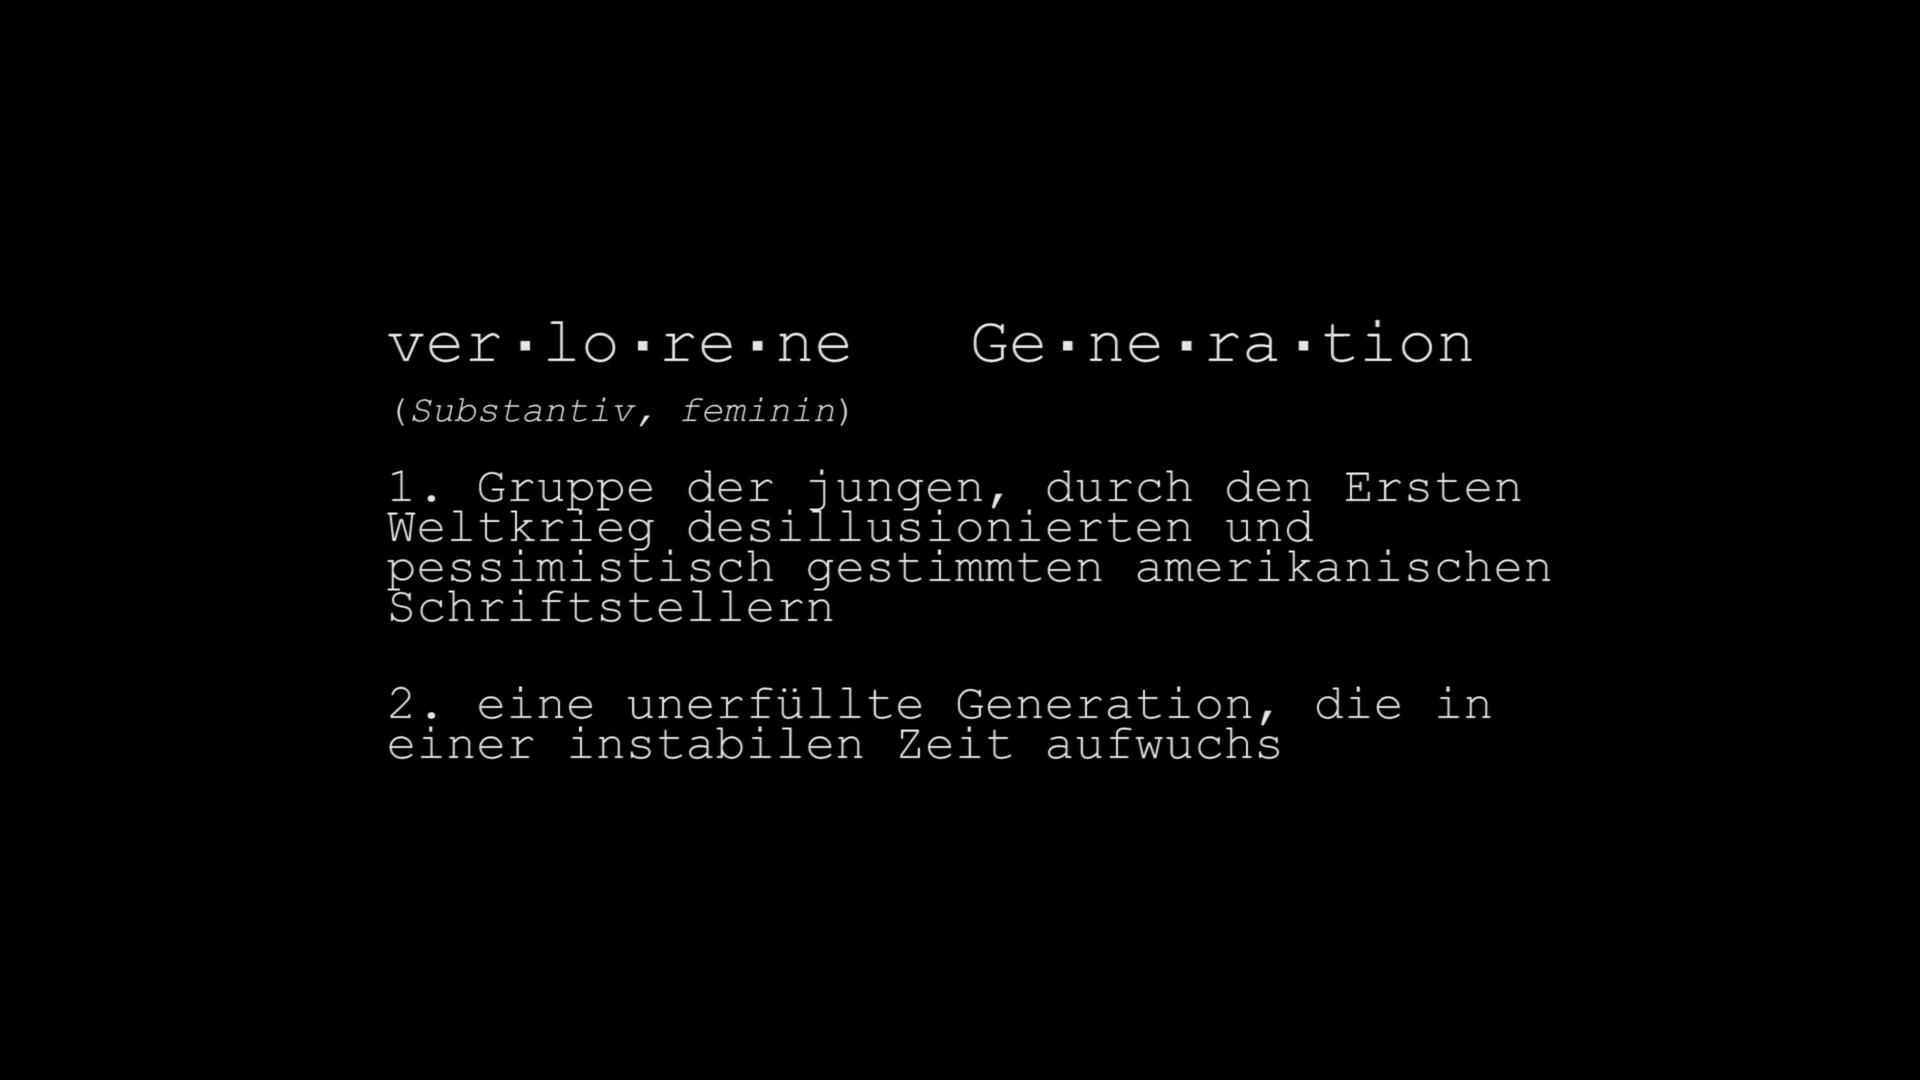 ver·lo·re·ne Ge·ne·ra·tion
(Substantiv, feminin)
1. Gruppe der jungen, durch den Ersten
Weltkrieg desillusionierten und
pessimistisch gestimmten amerikanischen
Schriftstellern
2. eine unerfüllte Generation, die in
einer instabilen Zeit aufwuchs